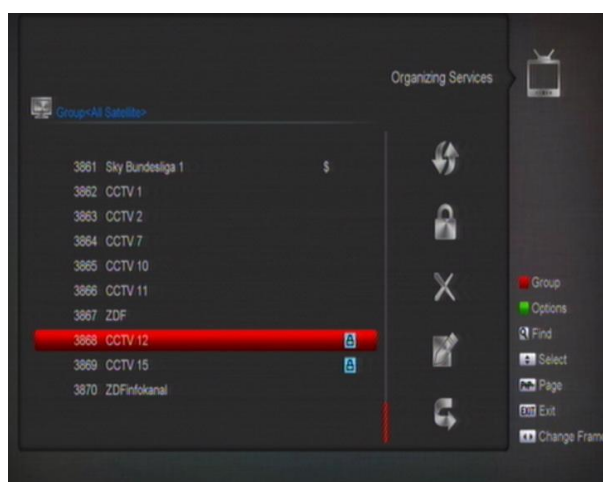 Organizing Services
Group<All Satellite>
3861 Sky Bundesliga 1 $
3862 CCTV 1
3863 CCTV 2
3864 CCTV 7
3865 CCTV 10
3866 CCTV 11
3867 ZDF
3868 CCTV 12
3869 CCTV 15
3870 ZDFinfokanal
Group
Options
Find
Select
Page
EXIT Exit
Change Frame